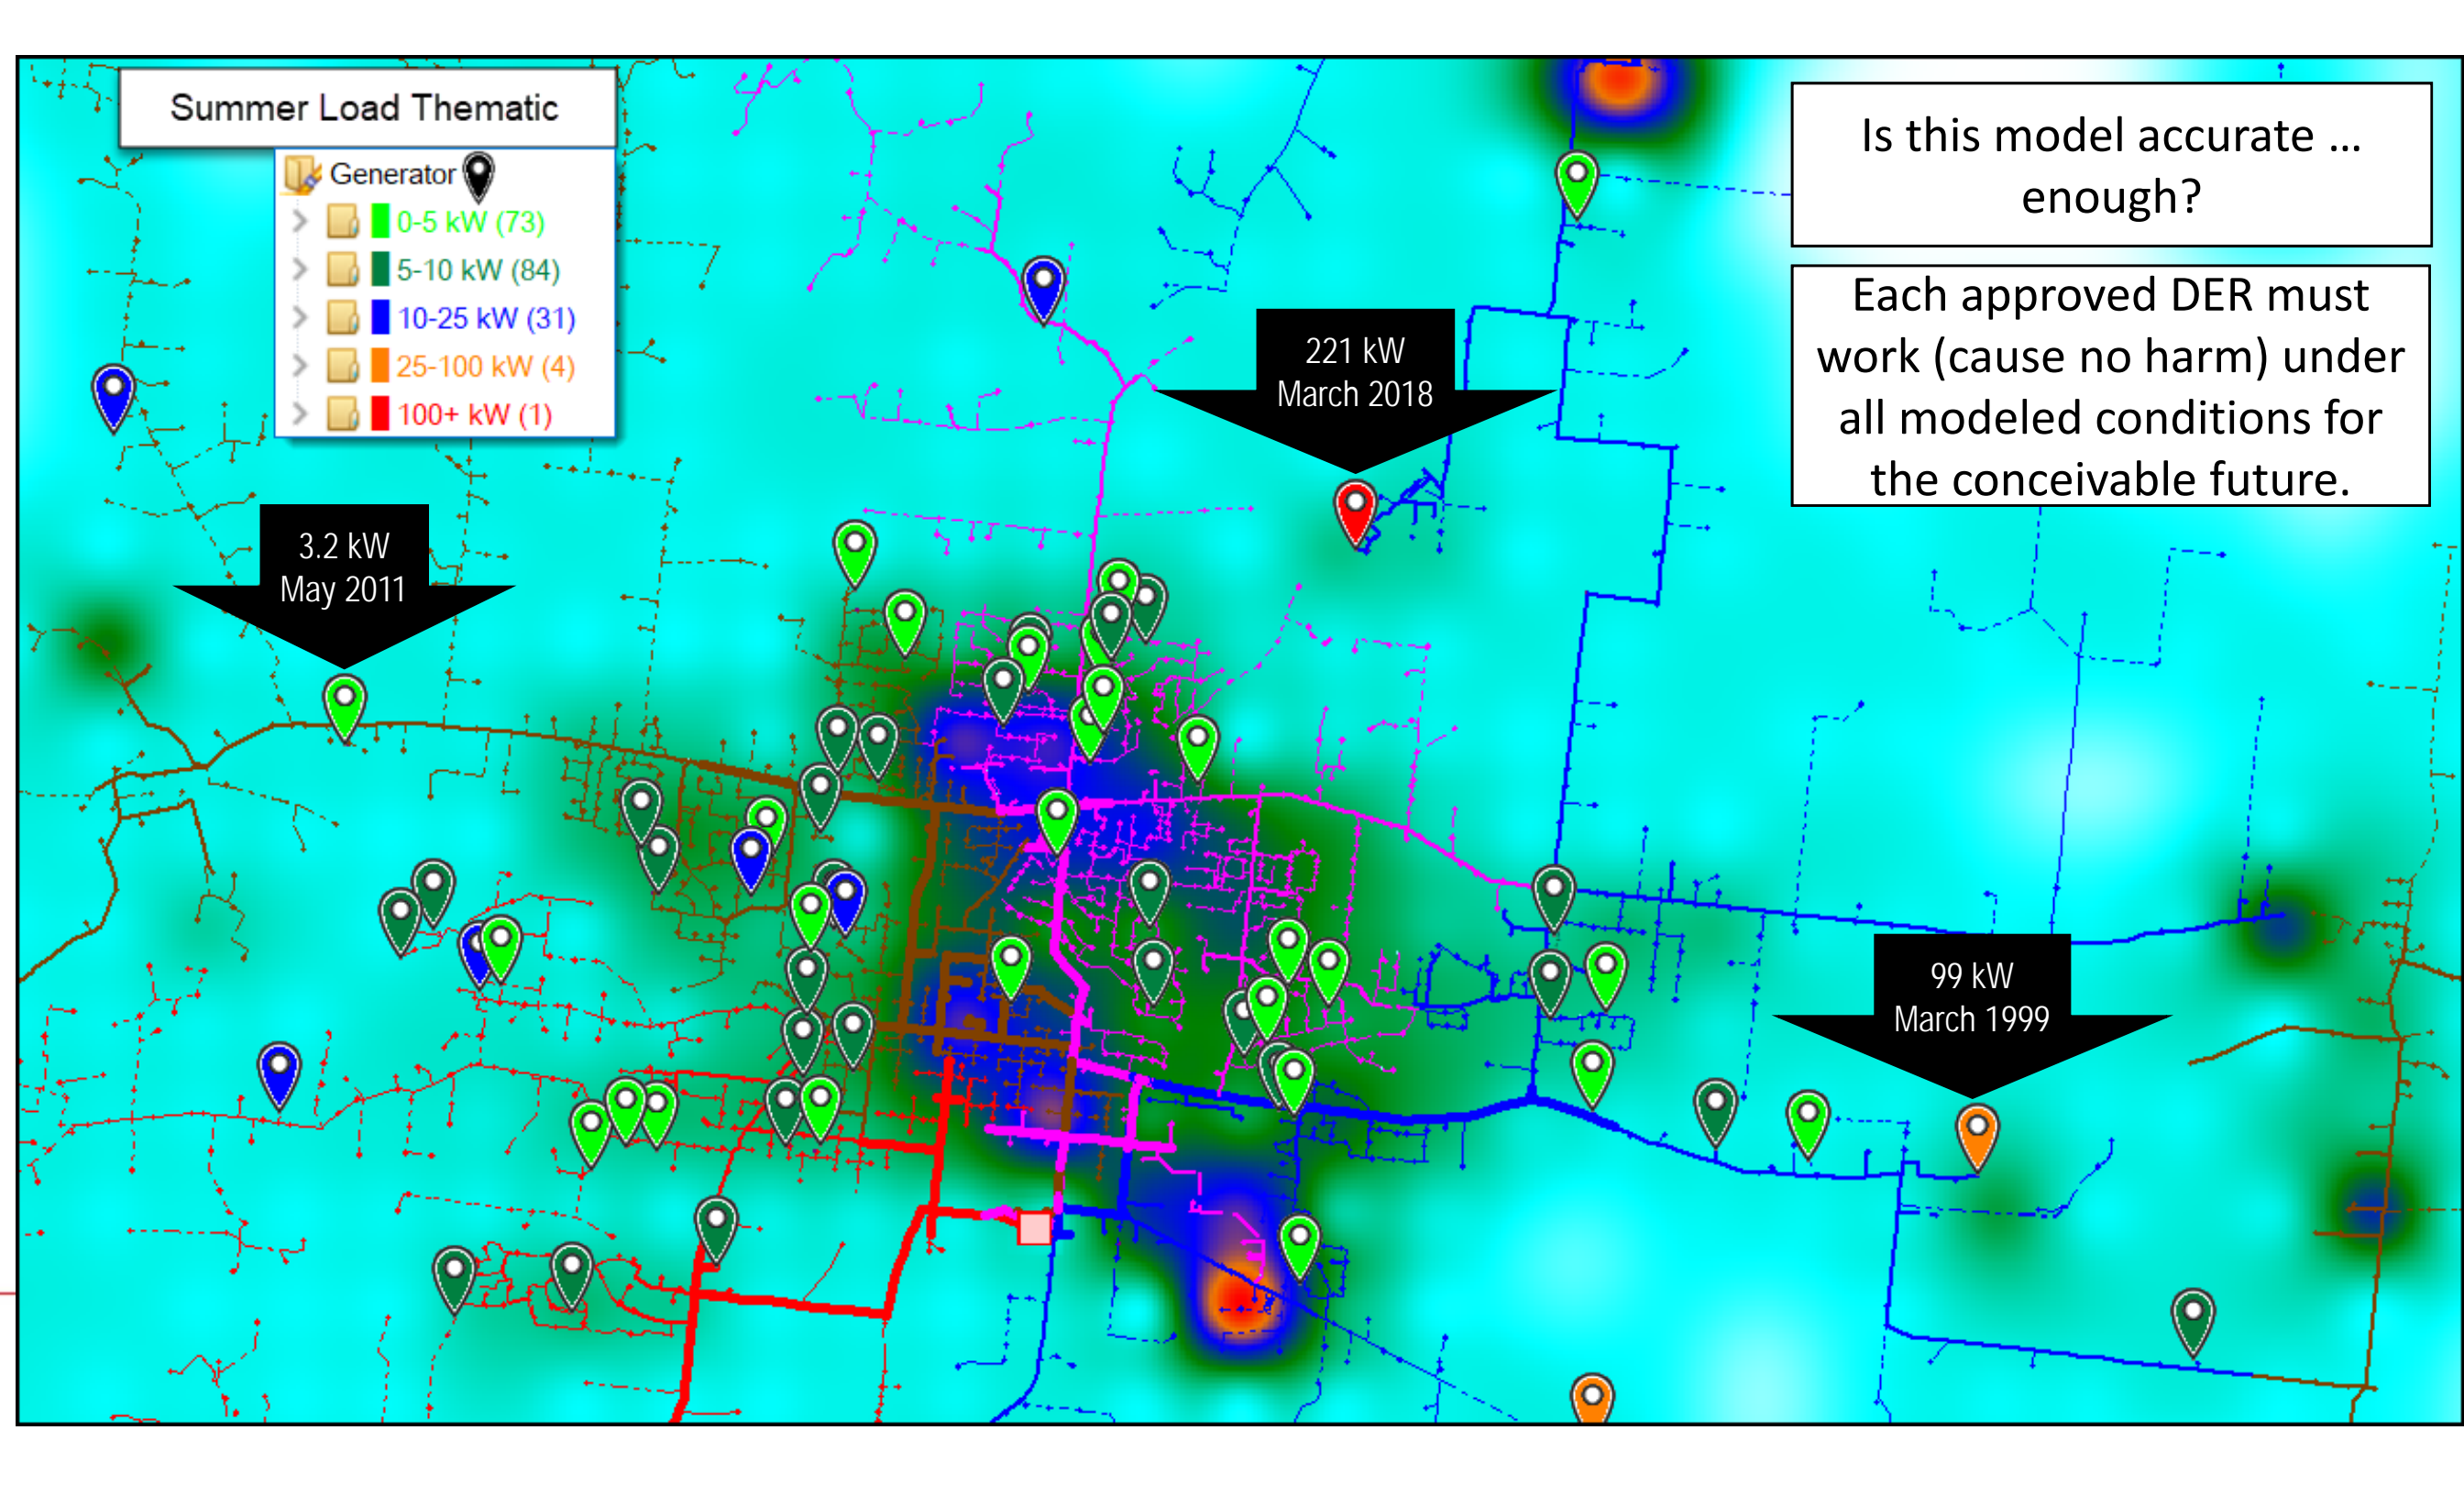 Summer Load Thematic
Generator
0-5 kW (73)
5-10 kW (84)
10-25 kW (31)
25-100 kW (4)
100+ kW (1)
Is this model accurate ...
enough?
Each approved DER must
work (cause no harm) under
all modeled conditions for
the conceivable future.
221 kW
March 2018
3.2 kW
May 2011
99 kW
March 1999